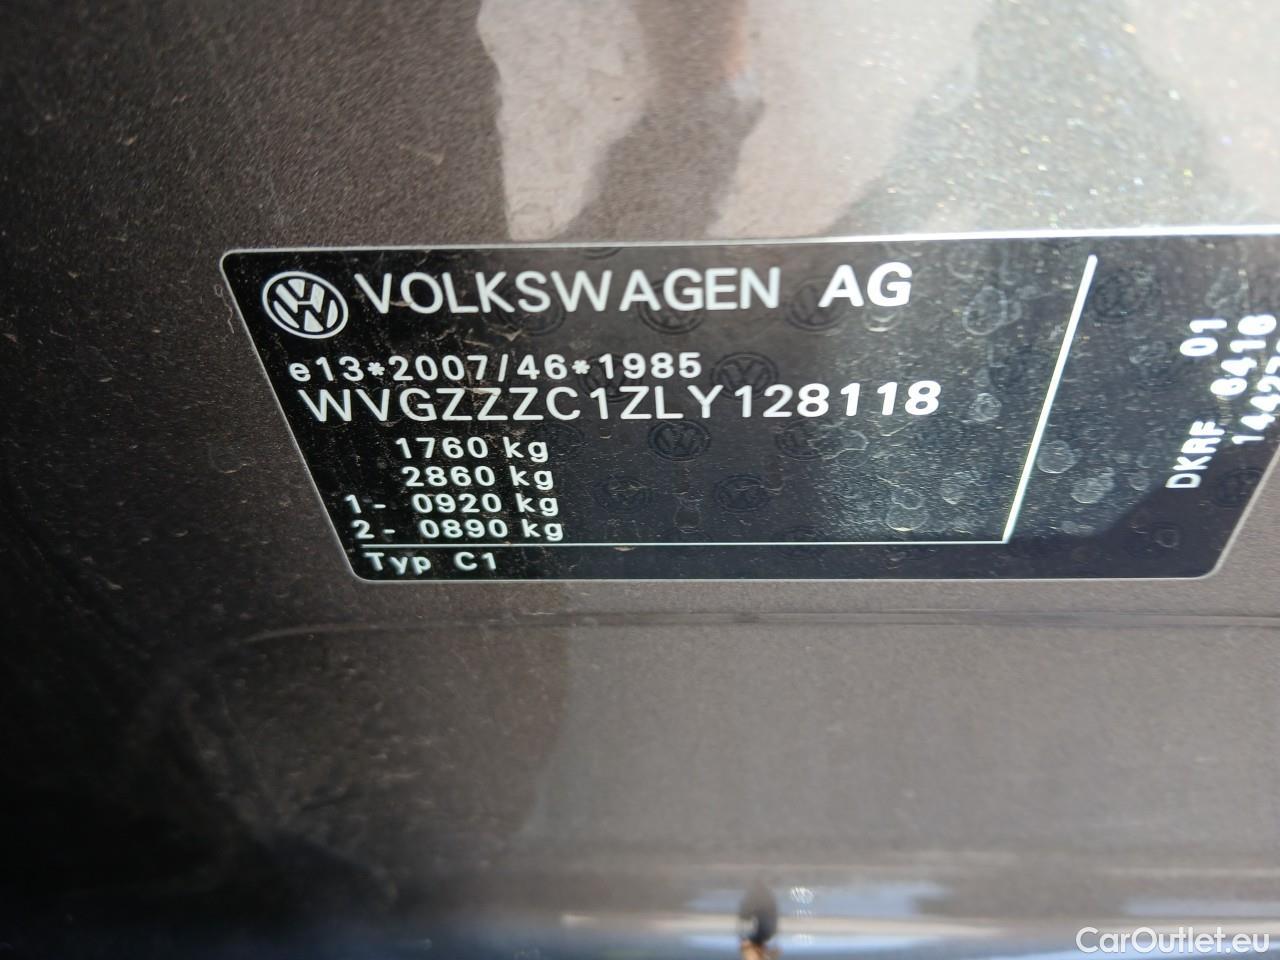 VOLKSWAGEN AG
e13*2007/46*1985
WVGZZZC1ZLY128118
1760 kg
2860 kg
1- 0920 kg
2- 0890 kg
Typ C1
DKRF 01
6416
CarOutlet.eu